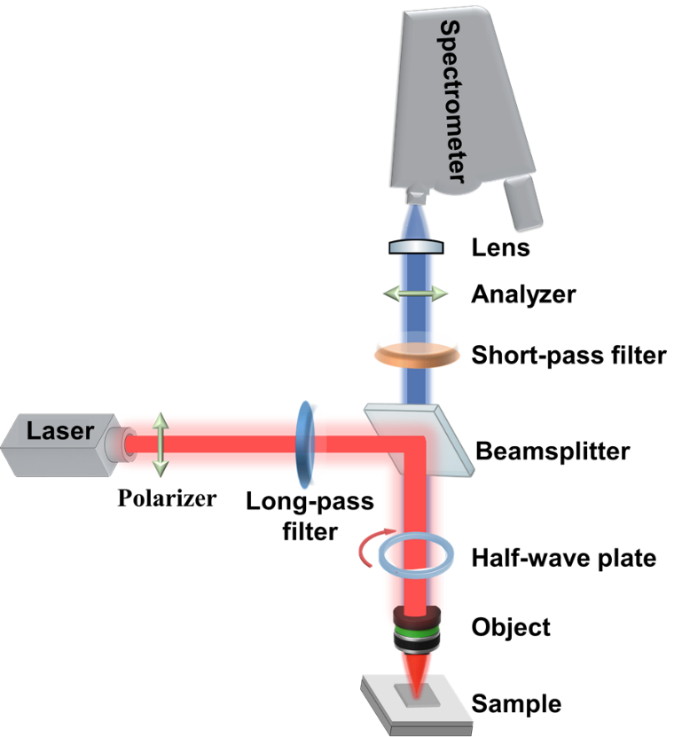 Spectrometer
Lens
Analyzer
Short-pass filter
Laser
Beamsplitter
Polarizer
Long-pass
filter
Half-wave plate
Object
Sample